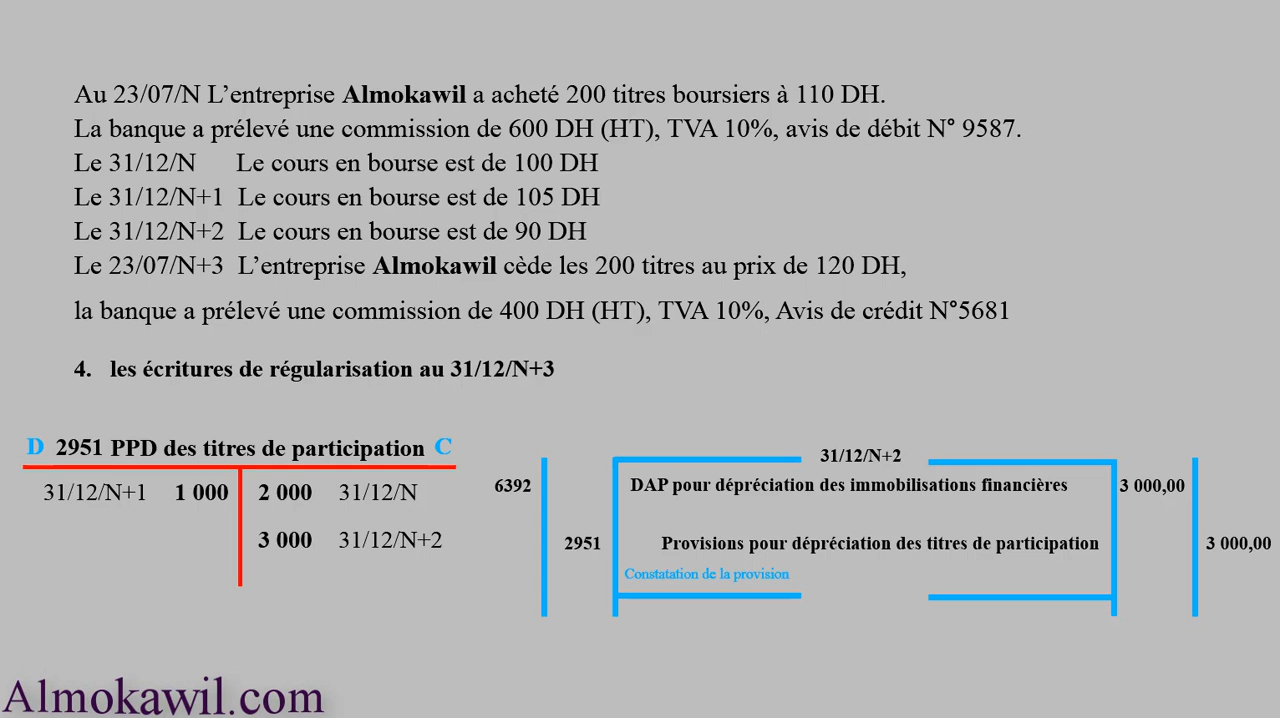 Au 23/07/N L'entreprise Almokawil a acheté 200 titres boursiers à 110 DH.
La banque a prélevé une commission de 600 DH (HT), TVA 10%, avis de débit N° 9587.
Le 31/12/N Le cours en bourse est de 100 DH
Le 31/12/N+1 Le cours en bourse est de 105 DH
Le 31/12/N+2 Le cours en bourse est de 90 DH
Le 23/07/N+3 L'entreprise Almokawil cède les 200 titres au prix de 120 DH,
la banque a prélevé une commission de 400 DH (HT), TVA 10%, Avis de crédit N°5681
4. les écritures de régularisation au 31/12/N+3
D 2951 PPD des titres de participation C
31/12/N+1 1 000 2 000 31/12/N
3 000 31/12/N+2
31/12/N+2
6392 DAP pour dépréciation des immobilisations financières 3 000,00
2951 Provisions pour dépréciation des titres de participation 3 000,00
Constatation de la provision
Almokawil.com